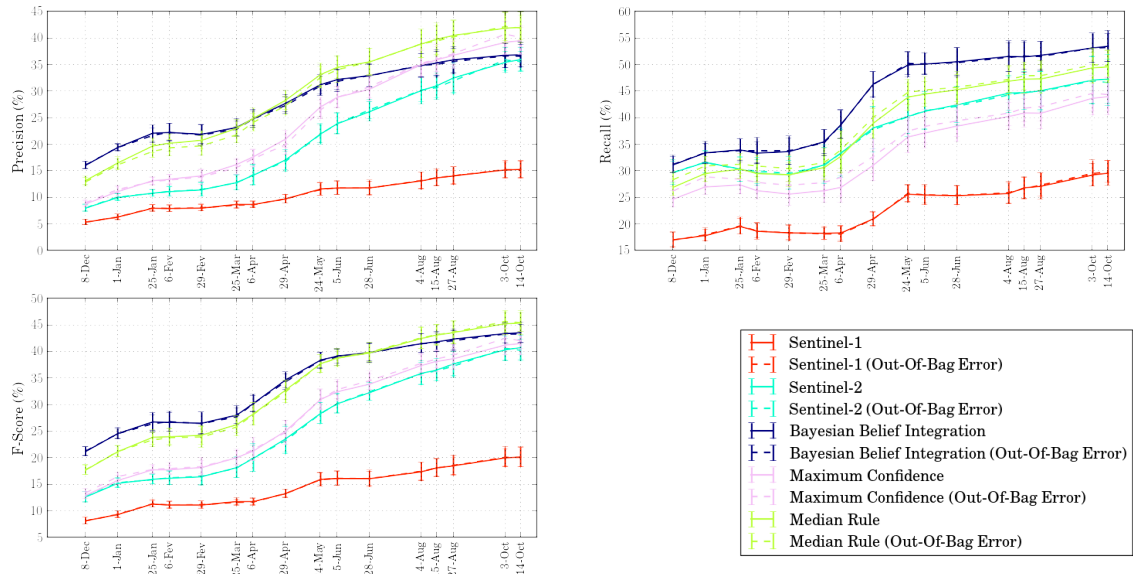 Precision (%)
45
40
35
30
25
20
15
10
5
0
8-Dec
1-Jan
25-Jan
6-Fev
29-Fev
25-Mar
6-Apr
29-Apr
24-May
5-Jun
28-Jun
4-Aug
15-Aug
27-Aug
3-Oct
14-Oct
Recall (%)
60
55
50
45
40
35
30
25
20
15
8-Dec
1-Jan
25-Jan
6-Fev
29-Fev
25-Mar
6-Apr
29-Apr
24-May
5-Jun
28-Jun
4-Aug
15-Aug
27-Aug
3-Oct
14-Oct
F-Score (%)
50
45
40
35
30
25
20
15
10
5
8-Dec
1-Jan
25-Jan
6-Fev
29-Fev
25-Mar
6-Apr
29-Apr
4-May
5-Jun
28-Jun
4-Aug
15-Aug
27-Aug
3-Oct
14-Oct
Sentinel-1
Sentinel-1 (Out-Of-Bag Error)
Sentinel-2
Sentinel-2 (Out-Of-Bag Error)
Bayesian Belief Integration
Bayesian Belief Integration (Out-Of-Bag Error)
Maximum Confidence
Maximum Confidence (Out-Of-Bag Error)
Median Rule
Median Rule (Out-Of-Bag Error)